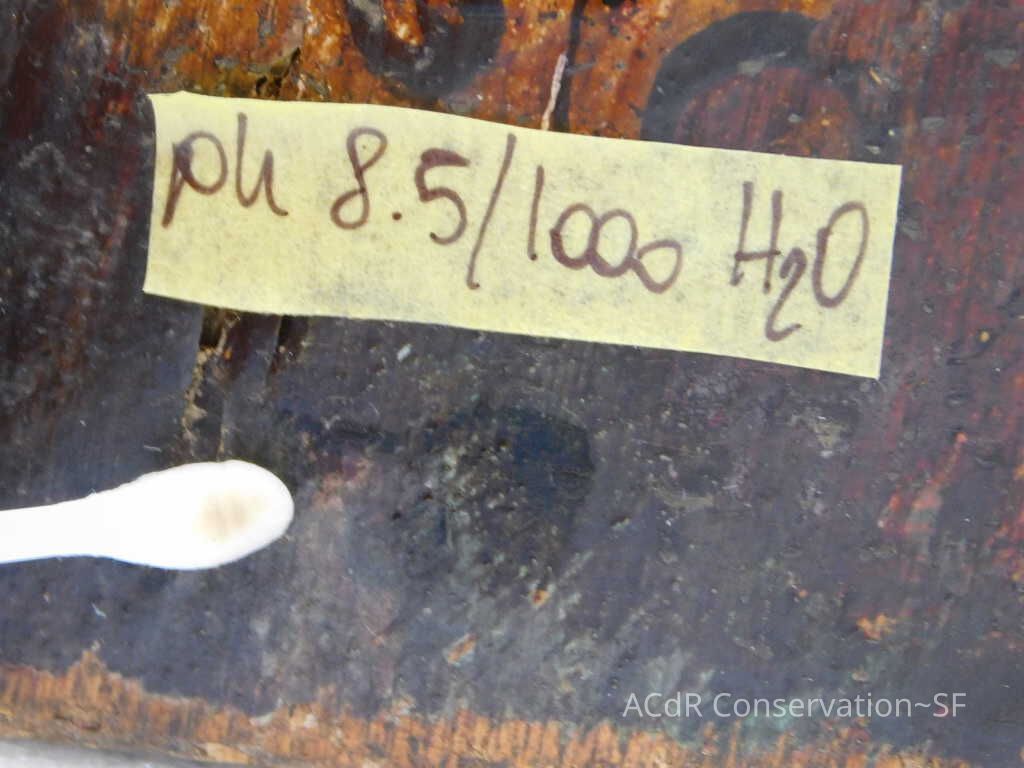 ph 8.5/1000 H₂O
ACdR Conservation~SF